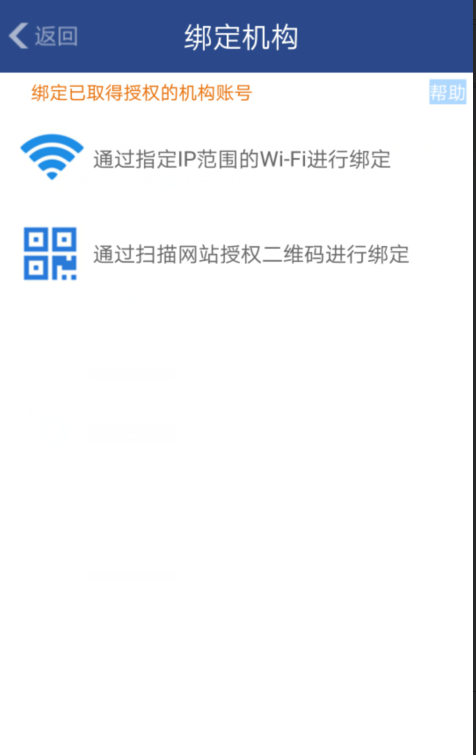 返回
绑定机构
绑定已取得授权的机构账号
帮助
通过指定IP范围的Wi-Fi进行绑定
通过扫描网站授权二维码进行绑定